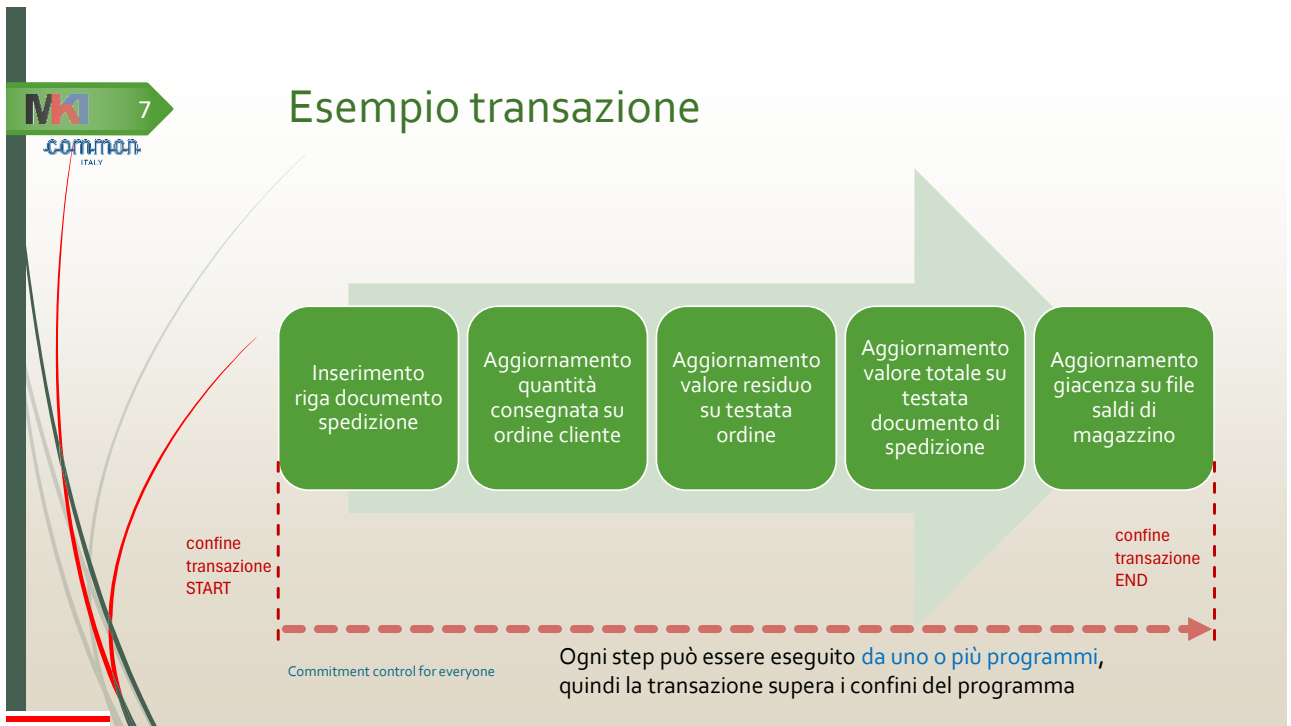 MKI
7
common
ITALY
Esempio transazione
Inserimento
riga documento
spedizione
Aggiornamento
quantità
consegnata su
ordine cliente
Aggiornamento
valore residuo
su testata
ordine
Aggiornamento
valore totale su
testata
documento di
spedizione
Aggiornamento
giacenza su file
saldi di
magazzino
confine
transazione
START
confine
transazione
END
Commitment control for everyone
Ogni step può essere eseguito da uno o più programmi,
quindi la transazione supera i confini del programma